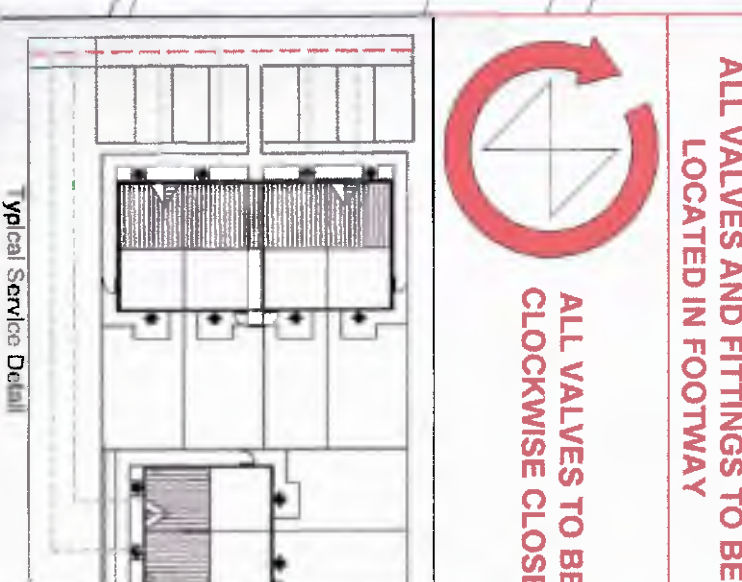 ALL VALVES AND FITTINGS TO BE
LOCATED IN FOOTWAY
ALL VALVES TO BE
CLOCKWISE CLOSE
Typical Service Detail